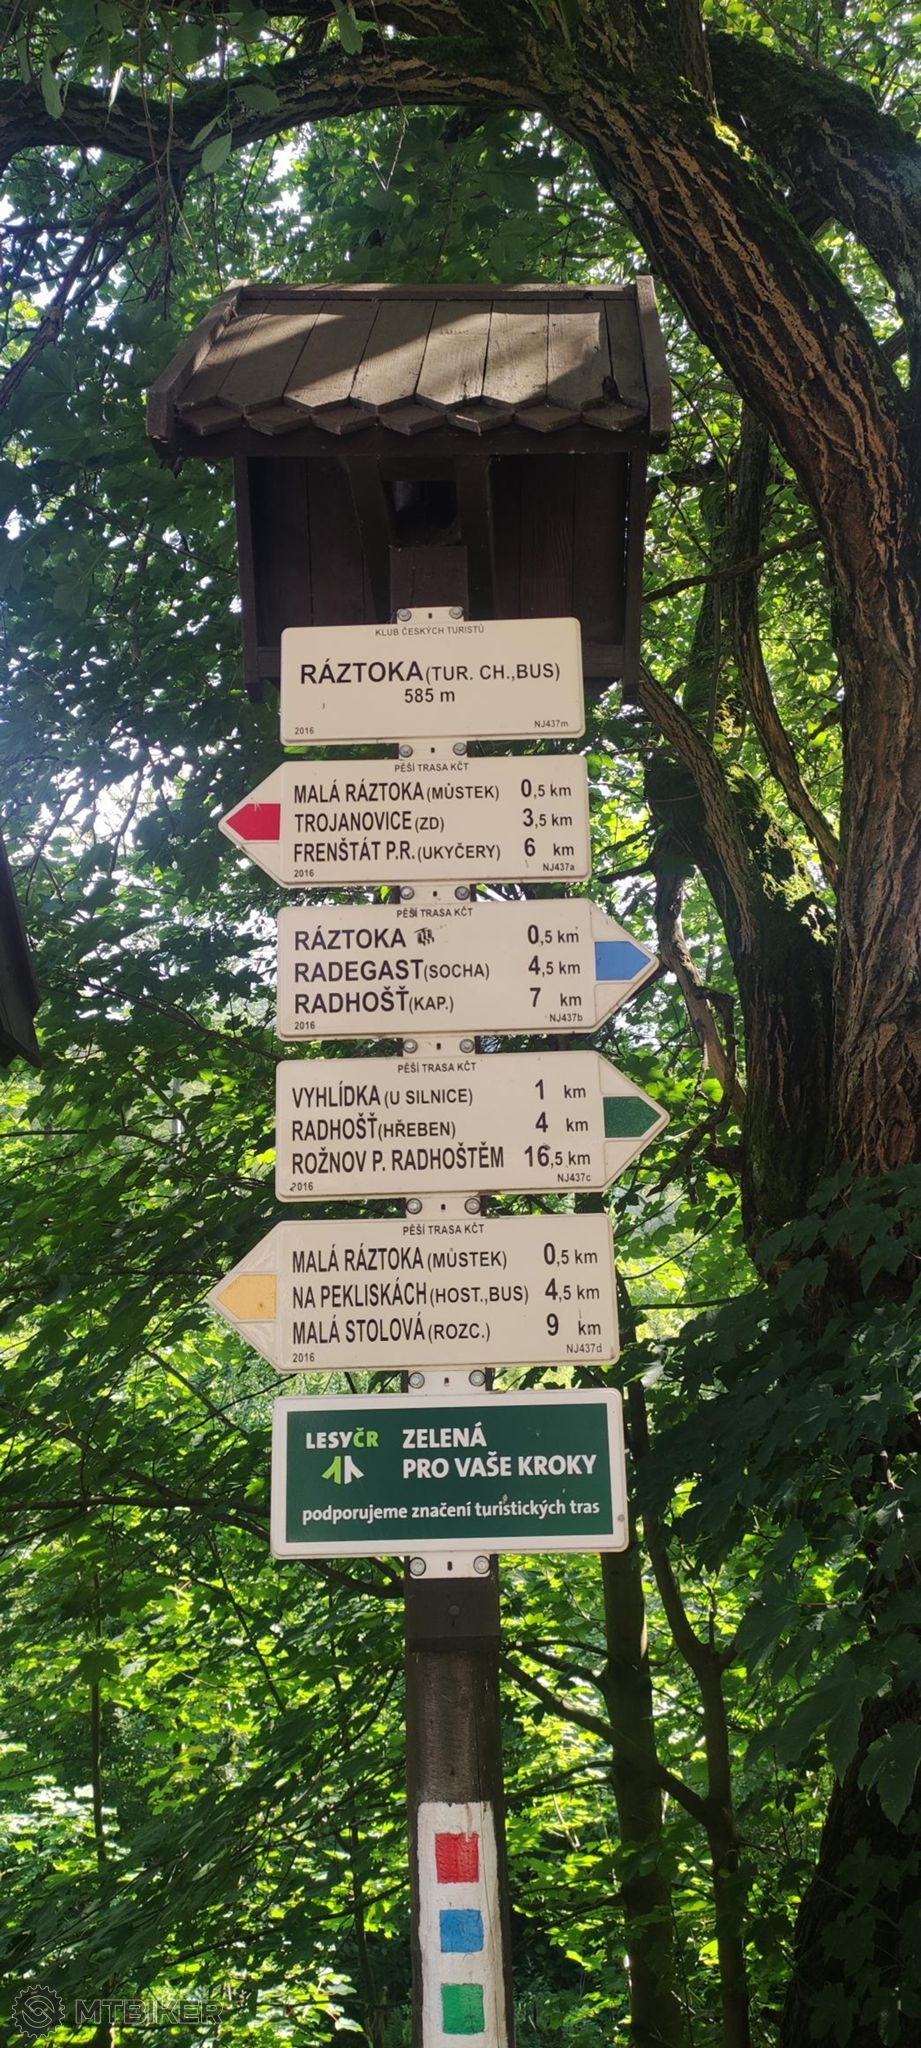 KLUB ČESKÝCH TURISTŮ
RÁZTOKA (TUR. CH.,BUS)
585 m
2016 NJ437m
PĚŠÍ TRASA KČT
MALÁ RÁZTOKA (MŮSTEK) 0,5 km
TROJANOVICE (ZD) 3,5 km
FRENŠTÁT P.R. (UKYČERY) 6 km
2016 NJ437a
PĚŠÍ TRASA KČT
RÁZTOKA 0,5 km
RADEGAST (SOCHA) 4,5 km
RADHOŠŤ (KAP.) 7 km
2016 NJ437b
PĚŠÍ TRASA KČT
VYHLÍDKA (U SILNICE) 1 km
RADHOŠŤ (HŘEBEN) 4 km
ROŽNOV P. RADHOŠTĚM 16,5 km
2016 NJ437c
PĚŠÍ TRASA KČT
MALÁ RÁZTOKA (MŮSTEK) 0,5 km
NA PEKLISKÁCH (HOST.,BUS) 4,5 km
MALÁ STOLOVÁ (ROZC.) 9 km
2016 NJ437d
LESY ČR ZELENÁ
PRO VAŠE KROKY
podporujeme značení turistických tras
MTBIKER